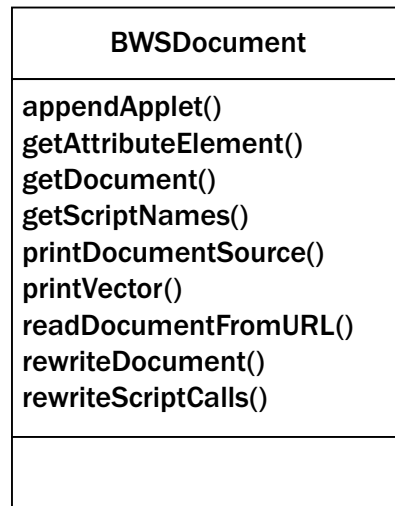 BWSDocument
appendApplet()
getAttributeElement()
getDocument()
getScriptNames()
printDocumentSource()
printVector()
readDocumentFromURL()
rewriteDocument()
rewriteScriptCalls()